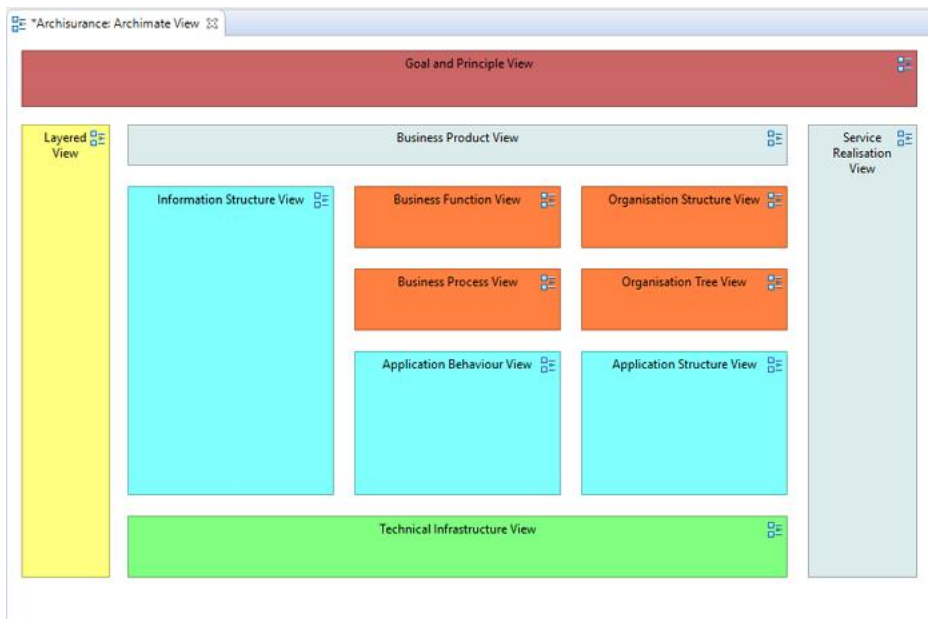 *Archisurance: Archimate View
Goal and Principle View
Layered
View
Business Product View
Service
Realisation
View
Information Structure View
Business Function View
Organisation Structure View
Business Process View
Organisation Tree View
Application Behaviour View
Application Structure View
Technical Infrastructure View